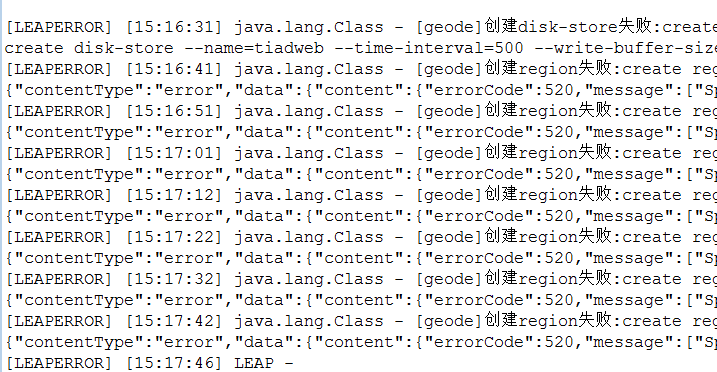 [LEAPERROR] [15:16:31] java.lang.Class - [geode]创建disk-store失败:create
create disk-store --name=tiadweb --time-interval=500 --write-buffer-size
[LEAPERROR] [15:16:41] java.lang.Class - [geode]创建region失败:create reg
{"contentType":"error","data":{"content":{"errorCode":520,"message":["Sp
[LEAPERROR] [15:16:51] java.lang.Class - [geode]创建region失败:create reg
{"contentType":"error","data":{"content":{"errorCode":520,"message":["Sp
[LEAPERROR] [15:17:01] java.lang.Class - [geode]创建region失败:create reg
{"contentType":"error","data":{"content":{"errorCode":520,"message":["Sp
[LEAPERROR] [15:17:12] java.lang.Class - [geode]创建region失败:create reg
{"contentType":"error","data":{"content":{"errorCode":520,"message":["Sp
[LEAPERROR] [15:17:22] java.lang.Class - [geode]创建region失败:create reg
{"contentType":"error","data":{"content":{"errorCode":520,"message":["Sp
[LEAPERROR] [15:17:32] java.lang.Class - [geode]创建region失败:create reg
{"contentType":"error","data":{"content":{"errorCode":520,"message":["Sp
[LEAPERROR] [15:17:42] java.lang.Class - [geode]创建region失败:create reg
{"contentType":"error","data":{"content":{"errorCode":520,"message":["Sp
[LEAPERROR] [15:17:46] LEAP -